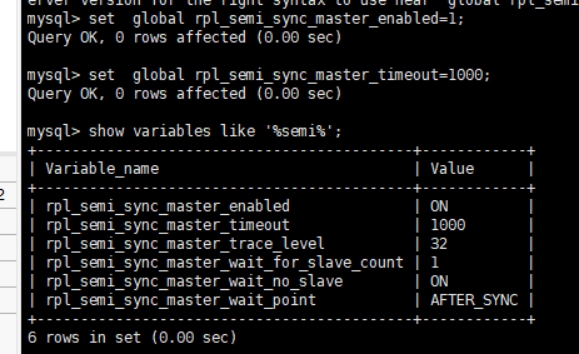 erver version for the right syntax to use near 'global rpl_semi
mysql> set  global rpl_semi_sync_master_enabled=1;
Query OK, 0 rows affected (0.00 sec)
mysql> set  global rpl_semi_sync_master_timeout=1000;
Query OK, 0 rows affected (0.00 sec)
mysql> show variables like '%semi%';
+-------------------------------------------+------------+
| Variable_name                             | Value      |
+-------------------------------------------+------------+
2
| rpl_semi_sync_master_enabled              | ON         |
| rpl_semi_sync_master_timeout              | 1000       |
| rpl_semi_sync_master_trace_level          | 32         |
| rpl_semi_sync_master_wait_for_slave_count | 1          |
| rpl_semi_sync_master_wait_no_slave        | ON         |
| rpl_semi_sync_master_wait_point           | AFTER_SYNC |
+-------------------------------------------+------------+
6 rows in set (0.00 sec)